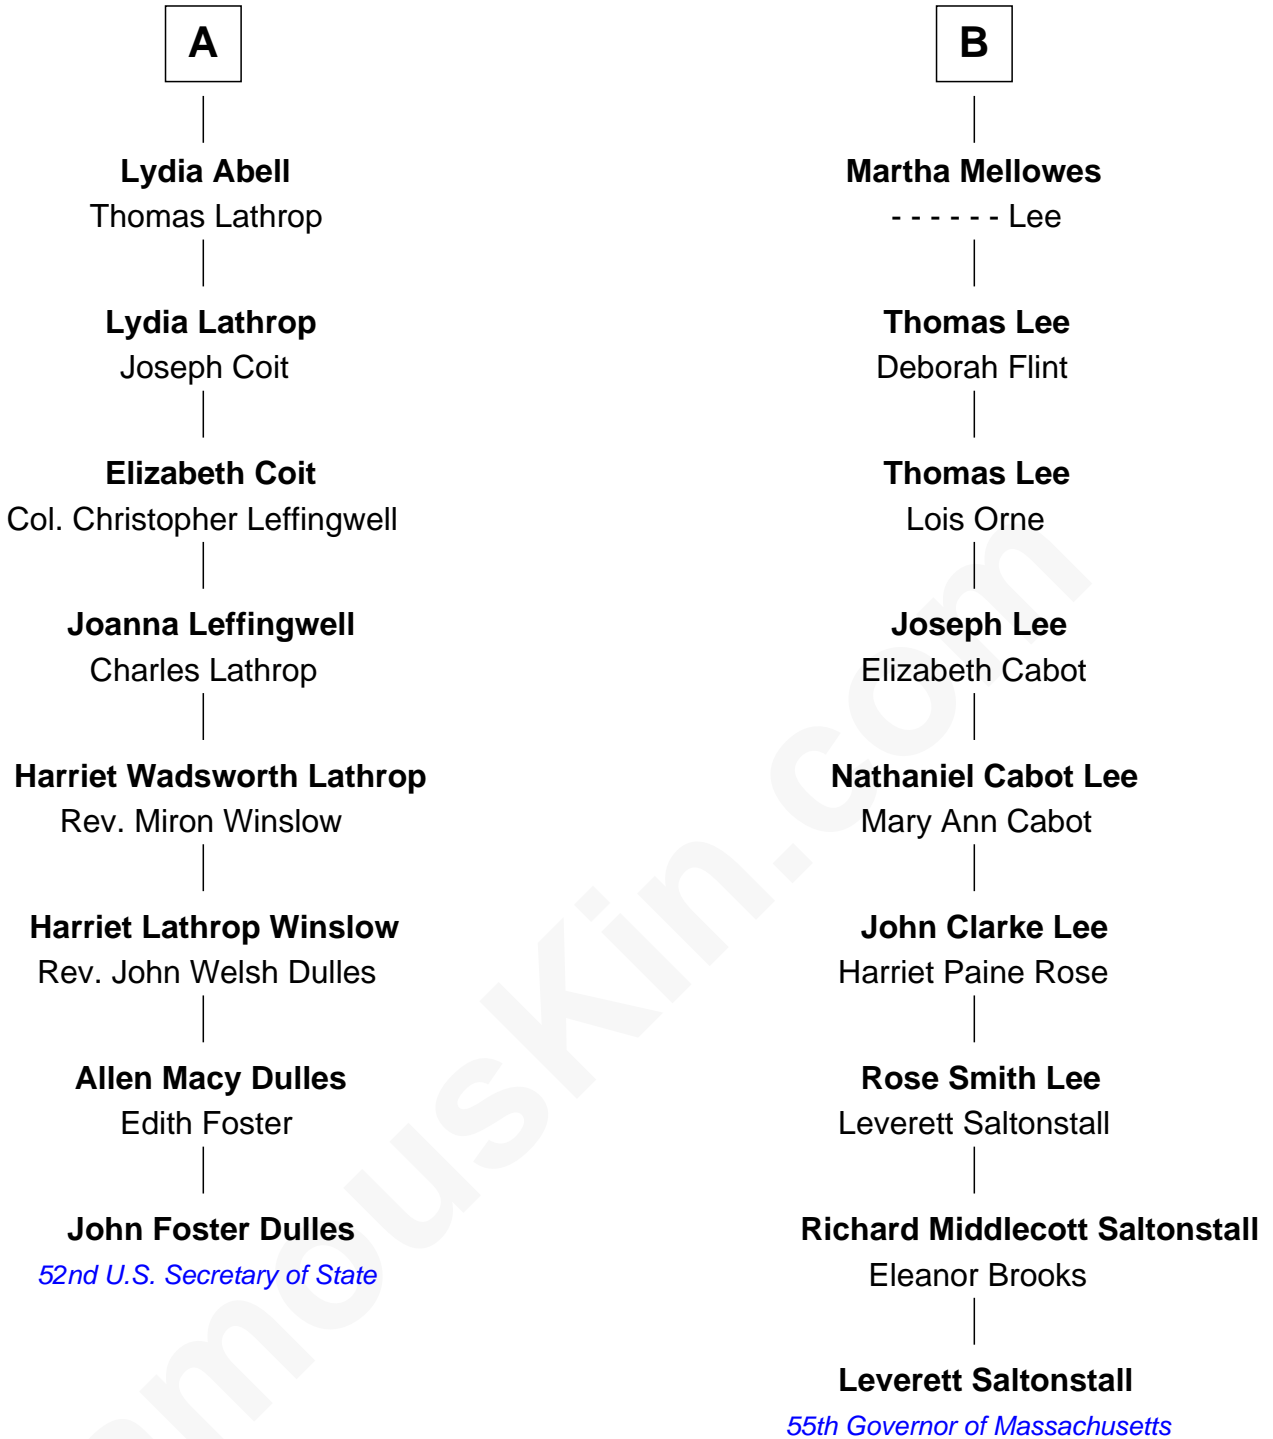 A
Lydia Abell
Thomas Lathrop
Lydia Lathrop
Joseph Coit
Elizabeth Coit
Col. Christopher Leffingwell
Joanna Leffingwell
Charles Lathrop
Harriet Wadsworth Lathrop
Rev. Miron Winslow
Harriet Lathrop Winslow
Rev. John Welsh Dulles
Allen Macy Dulles
Edith Foster
John Foster Dulles
52nd U.S. Secretary of State
B
Martha Mellowes
- - - - - - Lee
Thomas Lee
Deborah Flint
Thomas Lee
Lois Orne
Joseph Lee
Elizabeth Cabot
Nathaniel Cabot Lee
Mary Ann Cabot
John Clarke Lee
Harriet Paine Rose
Rose Smith Lee
Leverett Saltonstall
Richard Middlecott Saltonstall
Eleanor Brooks
Leverett Saltonstall
55th Governor of Massachusetts
amousKin.com